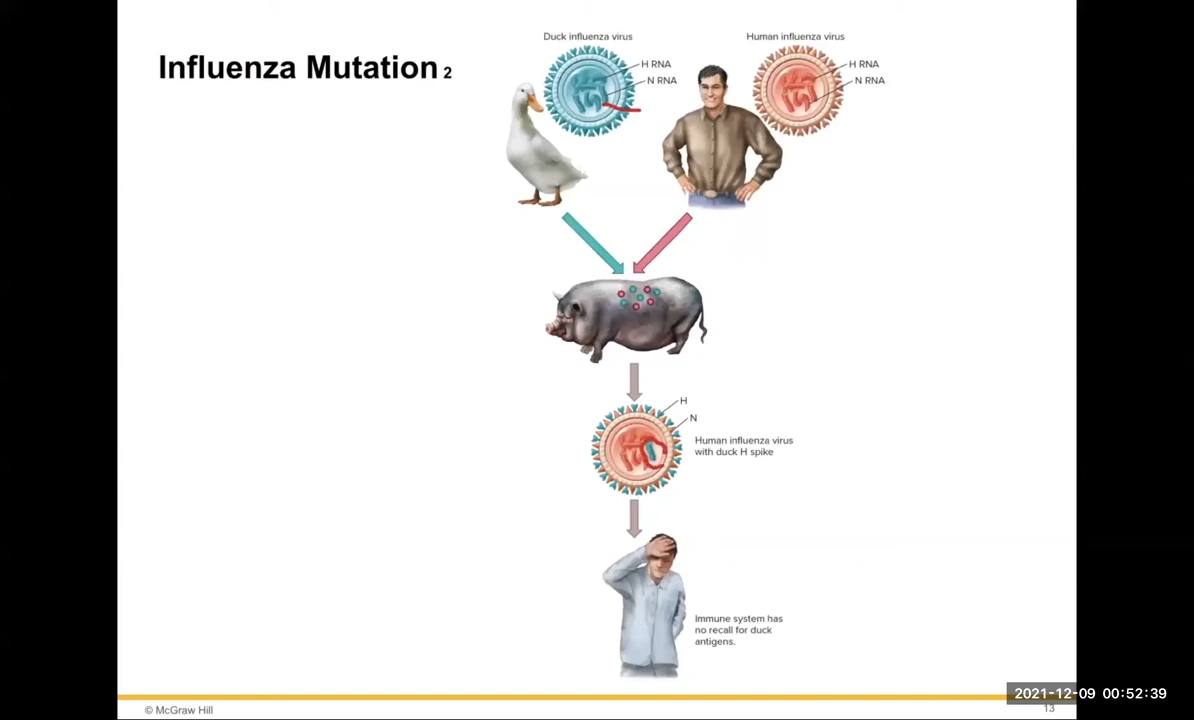 Influenza Mutation 2
Duck influenza virus
H RNA
N RNA
Human influenza virus
H RNA
N RNA
H
N
Human influenza virus
with duck H spike
Immune system has
no recall for duck
antigens.
2021-12-09 00:52:39
© McGraw Hill
13